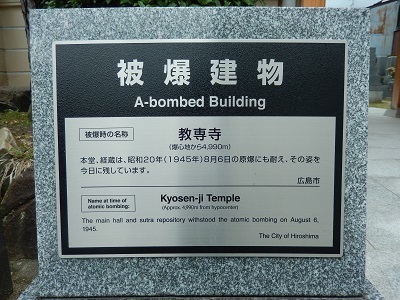 被爆建物
A-bombed Building
被爆時の名称
教専寺
(爆心地から4,990m)
本堂、経蔵は、昭和20年(1945年)8月6日の原爆にも耐え、その姿を
今日に残しています。
広島市
Name at time of
atomic bombing:
Kyosen-ji Temple
(Approx. 4,990m from hypocenter)
The main hall and sutra repository withstood the atomic bombing on August 6,
1945.
The City of Hiroshima